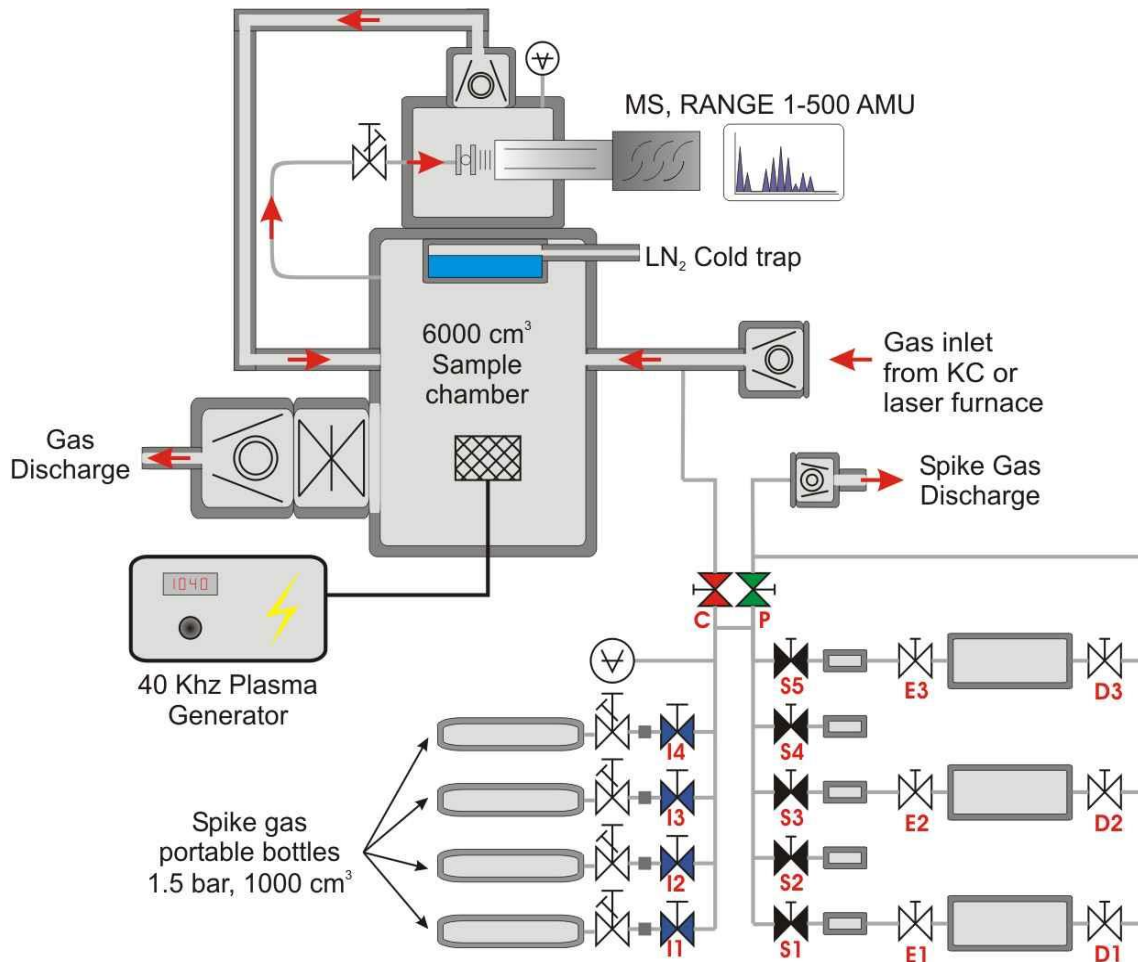 MS, RANGE 1-500 AMU
LN₂ Cold trap
6000 cm³
Sample
chamber
Gas inlet
from KC or
laser furnace
Gas
Discharge
Spike Gas
Discharge
1040
C
P
40 Khz Plasma
Generator
S5
E3
D3
I4
S4
I3
S3
E2
D2
Spike gas
portable bottles
1.5 bar, 1000 cm³
I2
S2
I1
S1
E1
D1